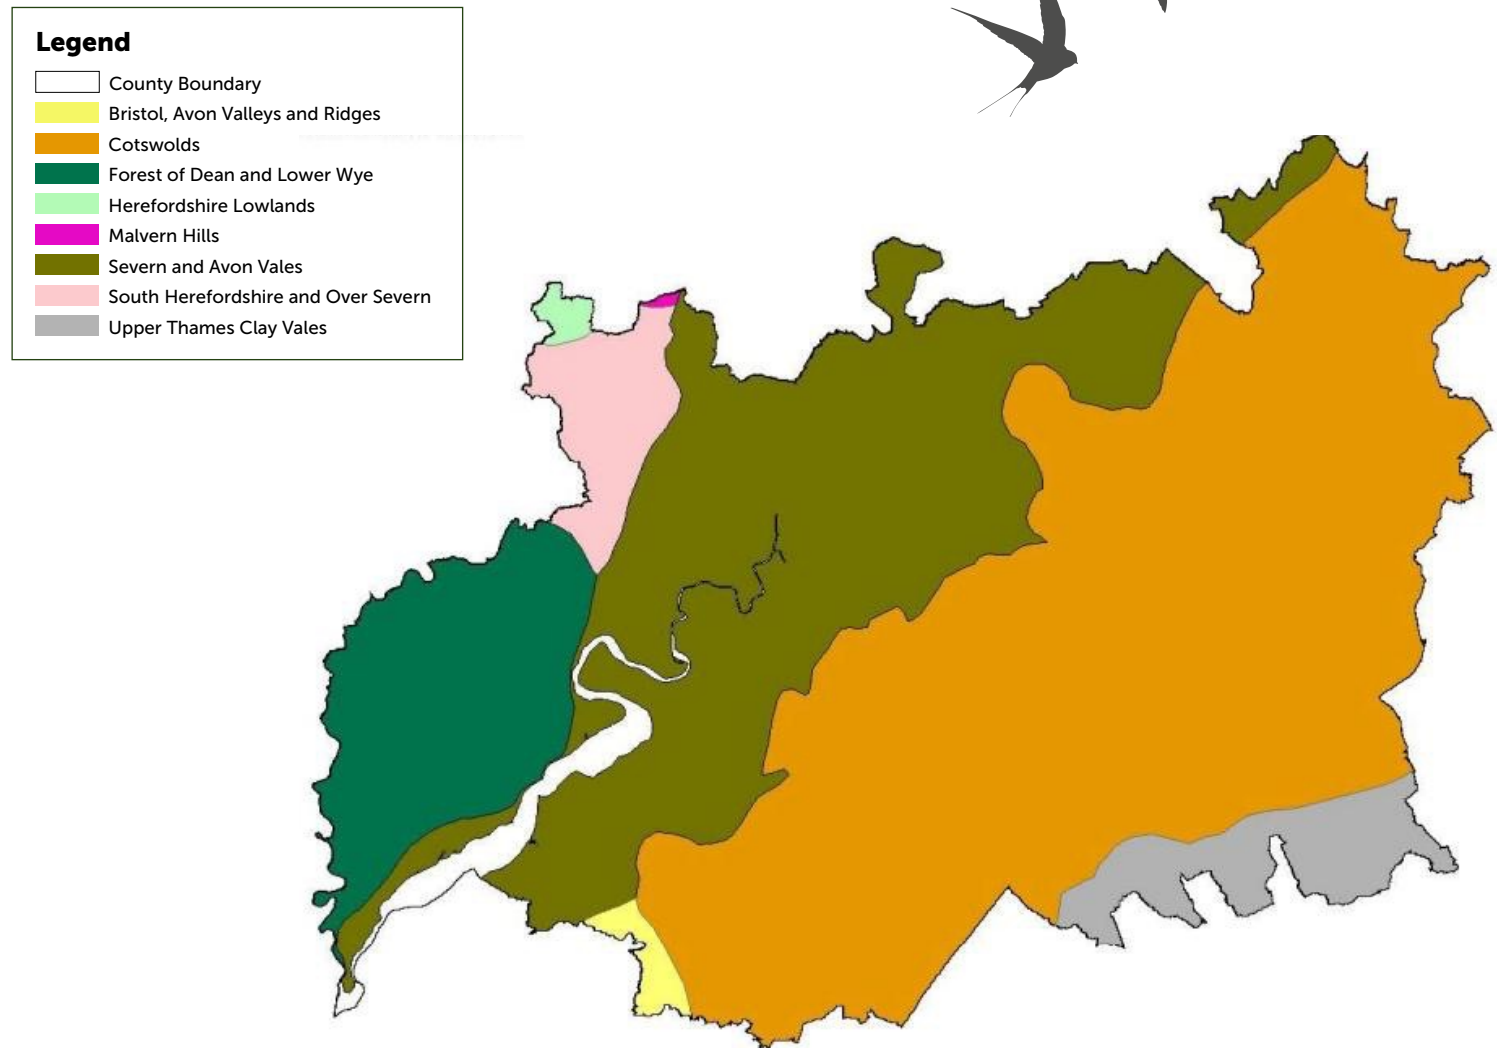 Legend
County Boundary
Bristol, Avon Valleys and Ridges
Cotswolds
Forest of Dean and Lower Wye
Herefordshire Lowlands
Malvern Hills
Severn and Avon Vales
South Herefordshire and Over Severn
Upper Thames Clay Vales